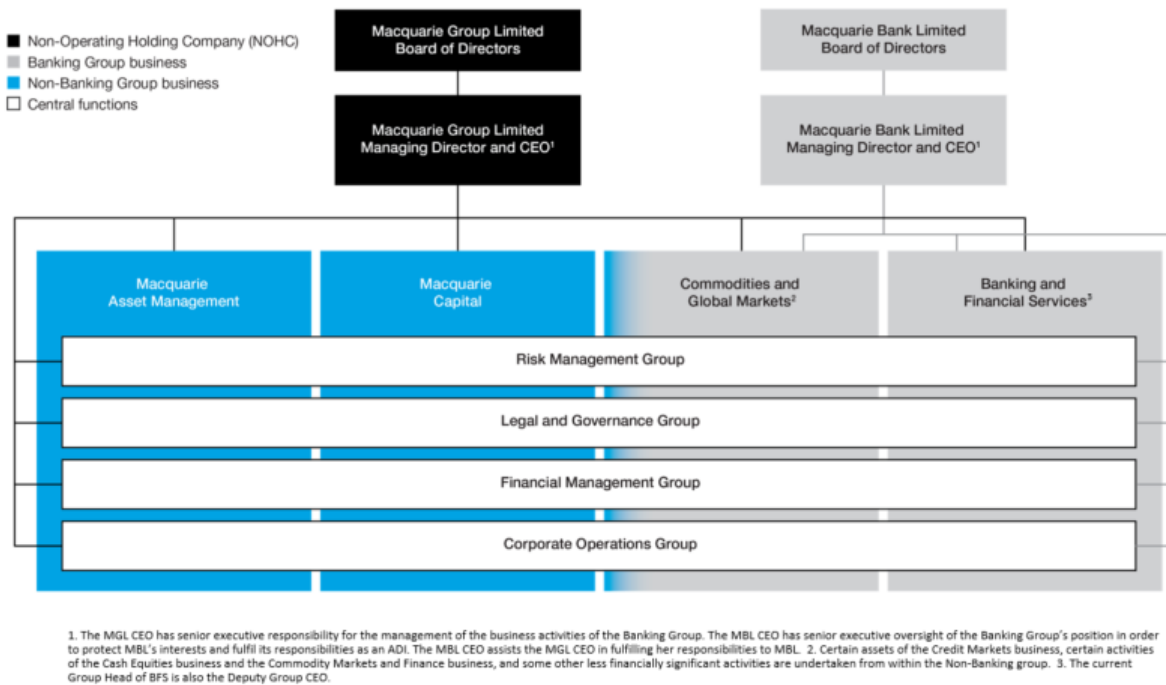 Non-Operating Holding Company (NOHC)
Banking Group business
Non-Banking Group business
Central functions
Macquarie Group Limited
Board of Directors
Macquarie Bank Limited
Board of Directors
Macquarie Group Limited
Managing Director and CEO¹
Macquarie Bank Limited
Managing Director and CEO¹
Macquarie
Asset Management
Macquarie
Capital
Commodities and
Global Markets²
Banking and
Financial Services³
Risk Management Group
Legal and Governance Group
Financial Management Group
Corporate Operations Group
1. The MGL CEO has senior executive responsibility for the management of the business activities of the Banking Group. The MBL CEO has senior executive oversight of the Banking Group's position in order
to protect MBL's interests and fulfil its responsibilities as an ADI. The MBL CEO assists the MGL CEO in fulfilling her responsibilities to MBL. 2. Certain assets of the Credit Markets business, certain activities
of the Cash Equities business and the Commodity Markets and Finance business, and some other less financially significant activities are undertaken from within the Non-Banking group. 3. The current
Group Head of BFS is also the Deputy Group CEO.